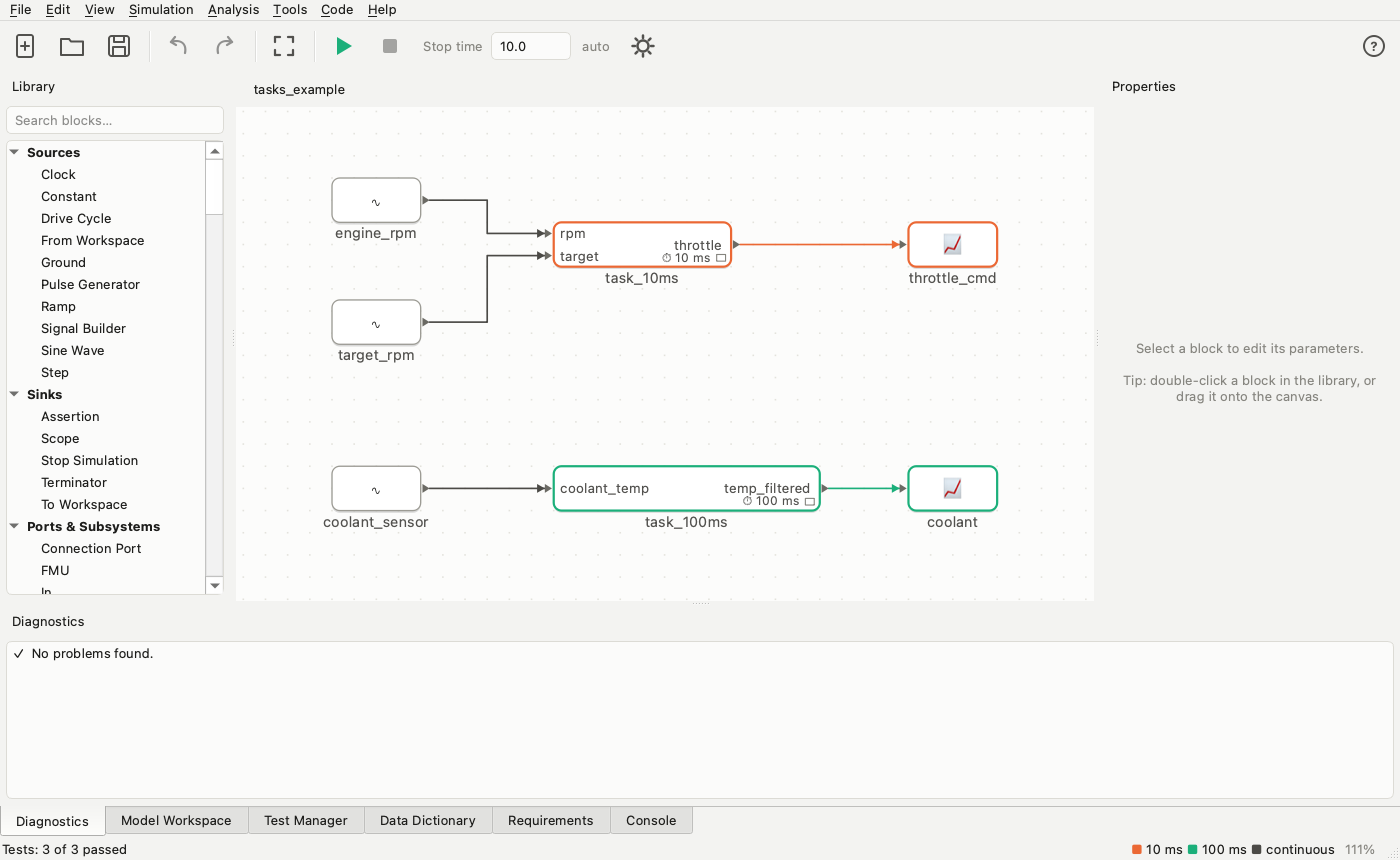 File Edit View Simulation Analysis Tools Code Help
Stop time 10.0 auto
Library
Search blocks...
Sources
Clock
Constant
Drive Cycle
From Workspace
Ground
Pulse Generator
Ramp
Signal Builder
Sine Wave
Step
Sinks
Assertion
Scope
Stop Simulation
Terminator
To Workspace
Ports & Subsystems
Connection Port
FMU
In
tasks_example
engine_rpm
target_rpm
rpm
target
throttle
10 ms
task_10ms
throttle_cmd
coolant_sensor
coolant_temp
temp_filtered
100 ms
task_100ms
coolant
Properties
Select a block to edit its parameters.
Tip: double-click a block in the library, or
drag it onto the canvas.
Diagnostics
✓ No problems found.
Diagnostics Model Workspace Test Manager Data Dictionary Requirements Console
Tests: 3 of 3 passed
10 ms 100 ms continuous 111%